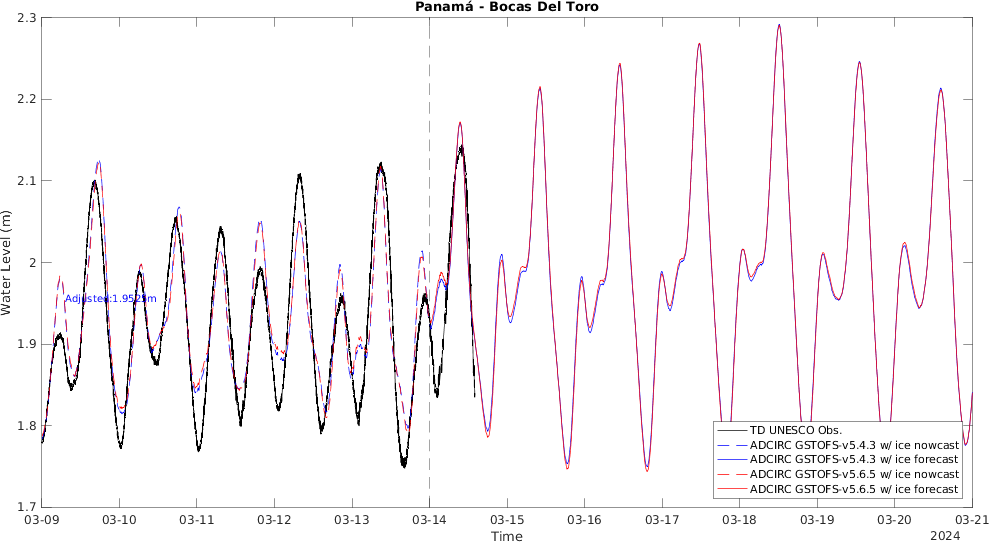 Panamá - Bocas Del Toro
2.3
2.2
2.1
2
1.9
1.8
1.7
Water Level (m)
TD UNESCO Obs.
ADCIRC GSTOFS-v5.4.3 w/ ice nowcast
ADCIRC GSTOFS-v5.4.3 w/ ice forecast
ADCIRC GSTOFS-v5.6.5 w/ ice nowcast
ADCIRC GSTOFS-v5.6.5 w/ ice forecast
03-09 03-10 03-11 03-12 03-13 03-14 03-15 03-16 03-17 03-18 03-19 03-20 03-21
Time
2024